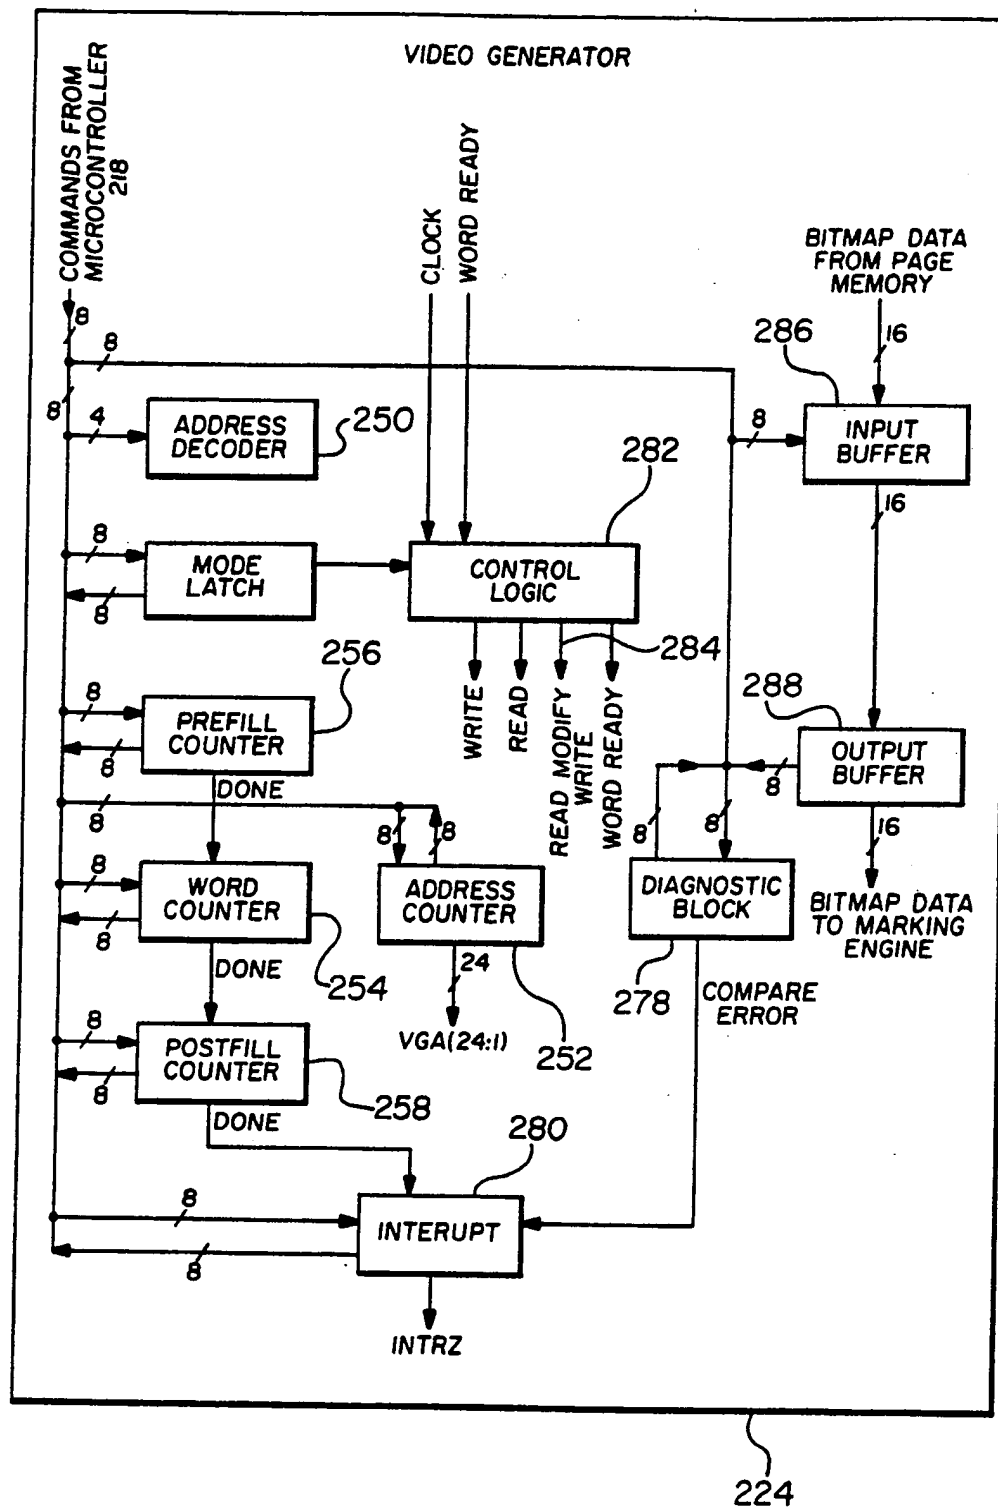 VIDEO GENERATOR
COMMANDS FROM
MICROCONTROLLER
218
CLOCK
WORD READY
BITMAP DATA
FROM PAGE
MEMORY
8
8
16
286
8
4
ADDRESS
DECODER
250
8
INPUT
BUFFER
282
16
8
MODE
LATCH
8
CONTROL
LOGIC
284
256
WRITE
READ
READ MODIFY
WRITE
WORD READY
8
PREFILL
COUNTER
8
288
OUTPUT
BUFFER
8
DONE
8
8
8
8
8
16
8
WORD
COUNTER
8
ADDRESS
COUNTER
DIAGNOSTIC
BLOCK
BITMAP DATA
TO MARKING
ENGINE
DONE
254
24
278
COMPARE
ERROR
8
POSTFILL
COUNTER
8
VGA(24:1)
252
258
DONE
280
8
INTERUPT
8
INTRZ
224